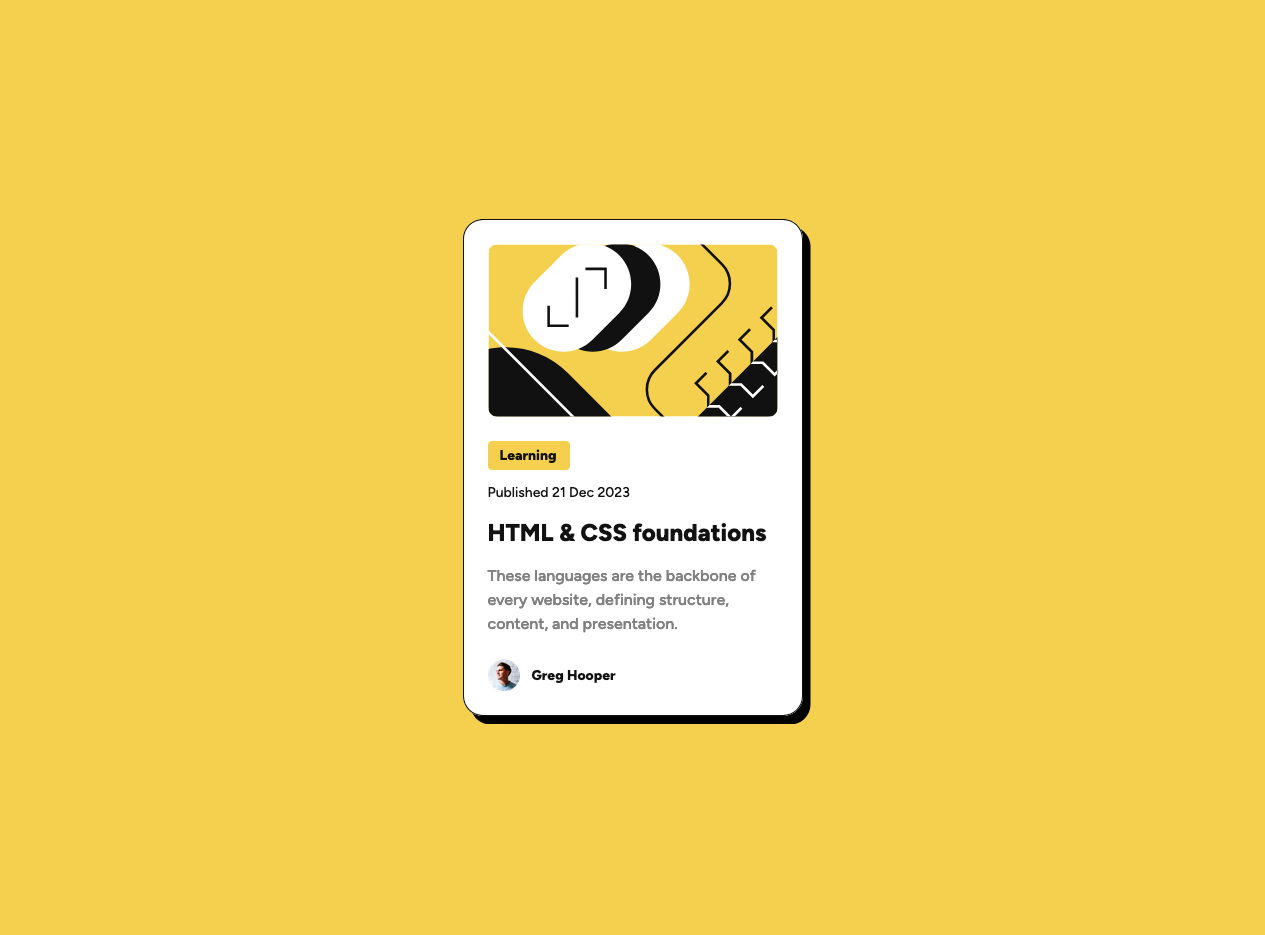 Learning
Published 21 Dec 2023
HTML & CSS foundations
These languages are the backbone of
every website, defining structure,
content, and presentation.
Greg Hooper